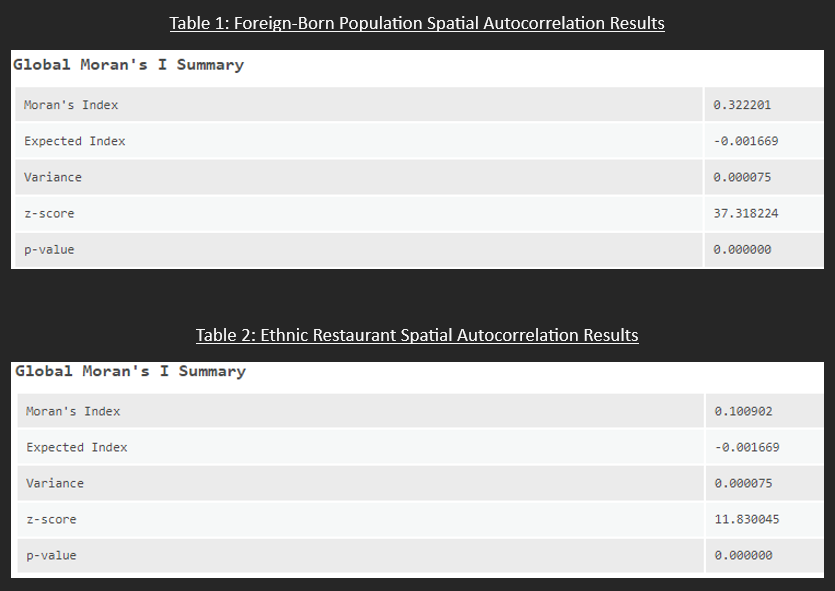 Table 1: Foreign-Born Population Spatial Autocorrelation Results
Global Moran's I Summary
Moran's Index 0.322201
Expected Index -0.001669
Variance 0.000075
z-score 37.318224
p-value 0.000000
Table 2: Ethnic Restaurant Spatial Autocorrelation Results
Global Moran's I Summary
Moran's Index 0.100902
Expected Index -0.001669
Variance 0.000075
z-score 11.830045
p-value 0.000000